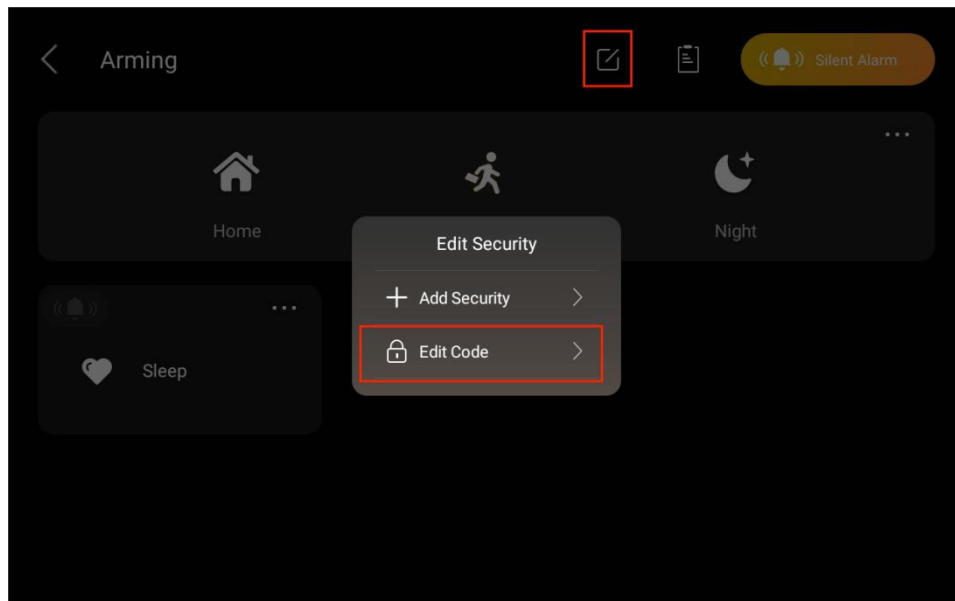 Arming
Silent Alarm
Home
Night
Edit Security
Add Security
Edit Code
Sleep